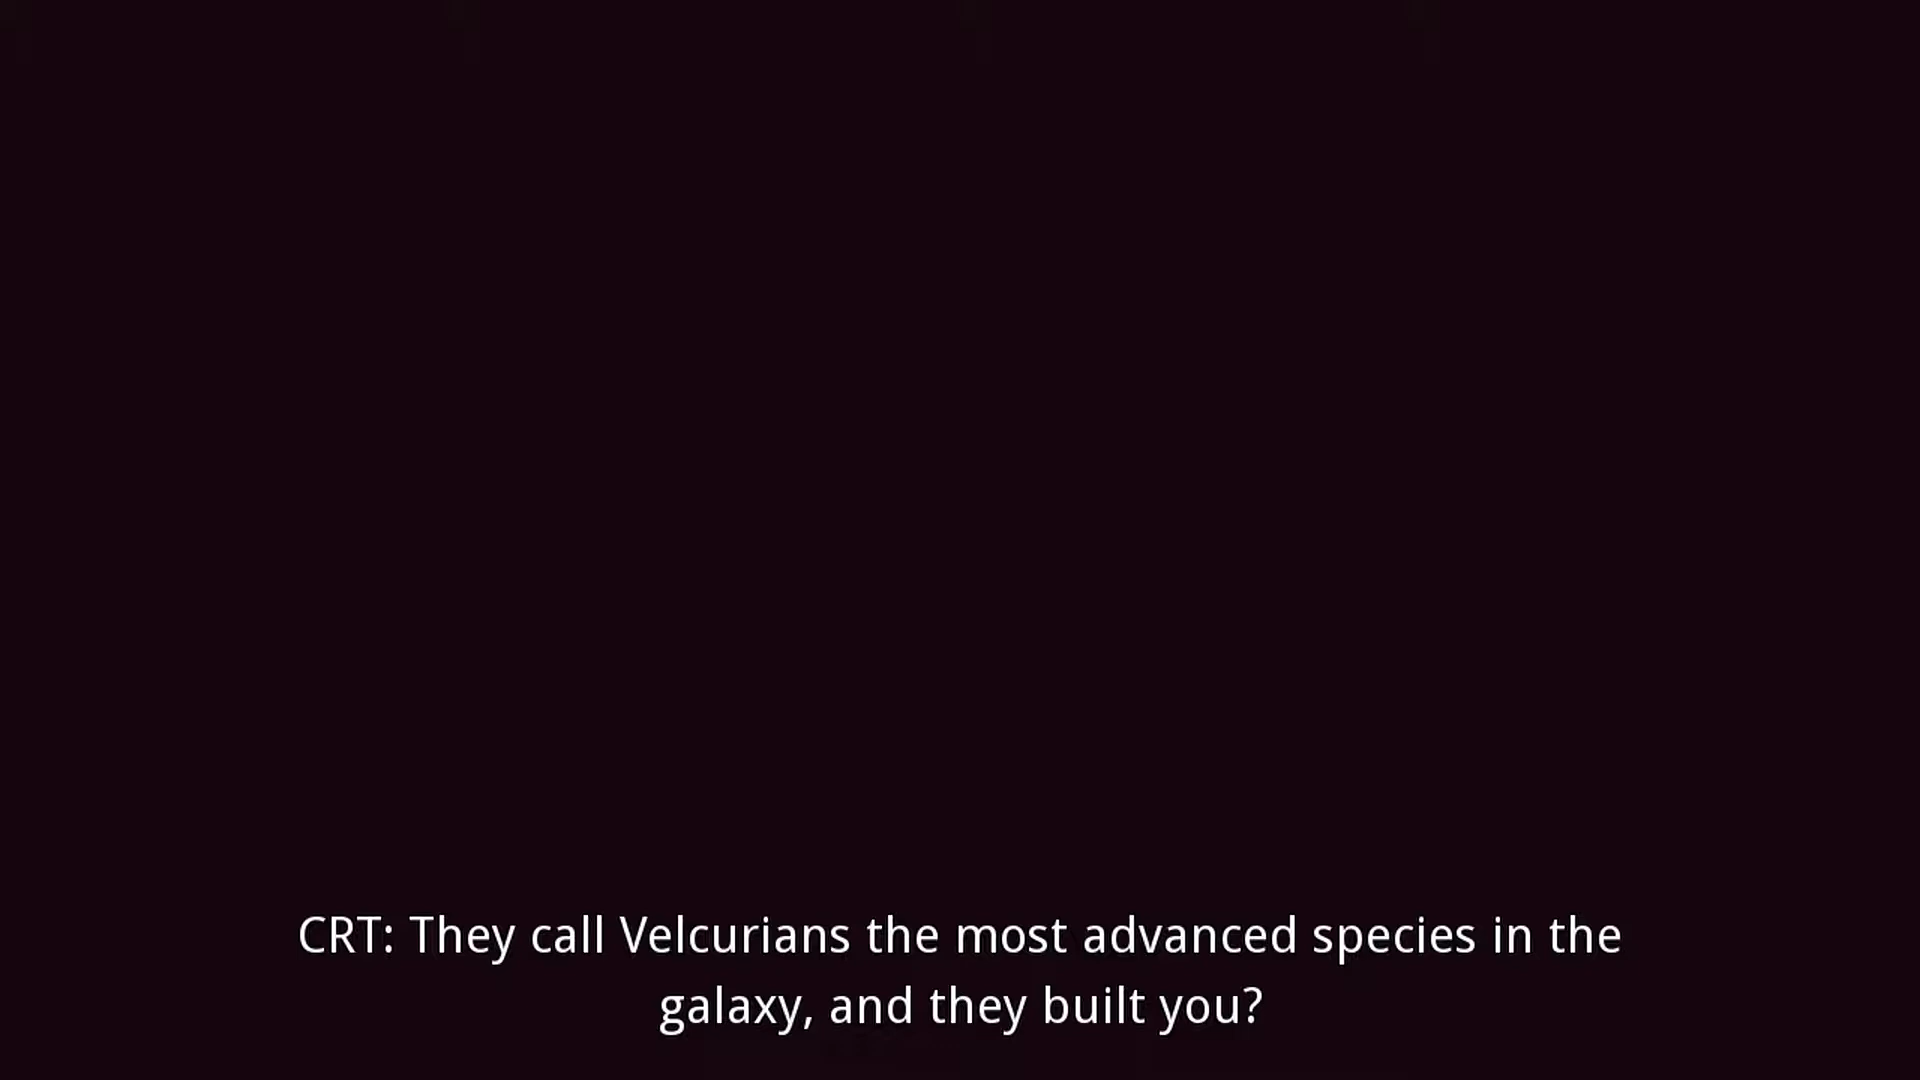 CRT: They call Velcurians the most advanced species in the
galaxy, and they built you?